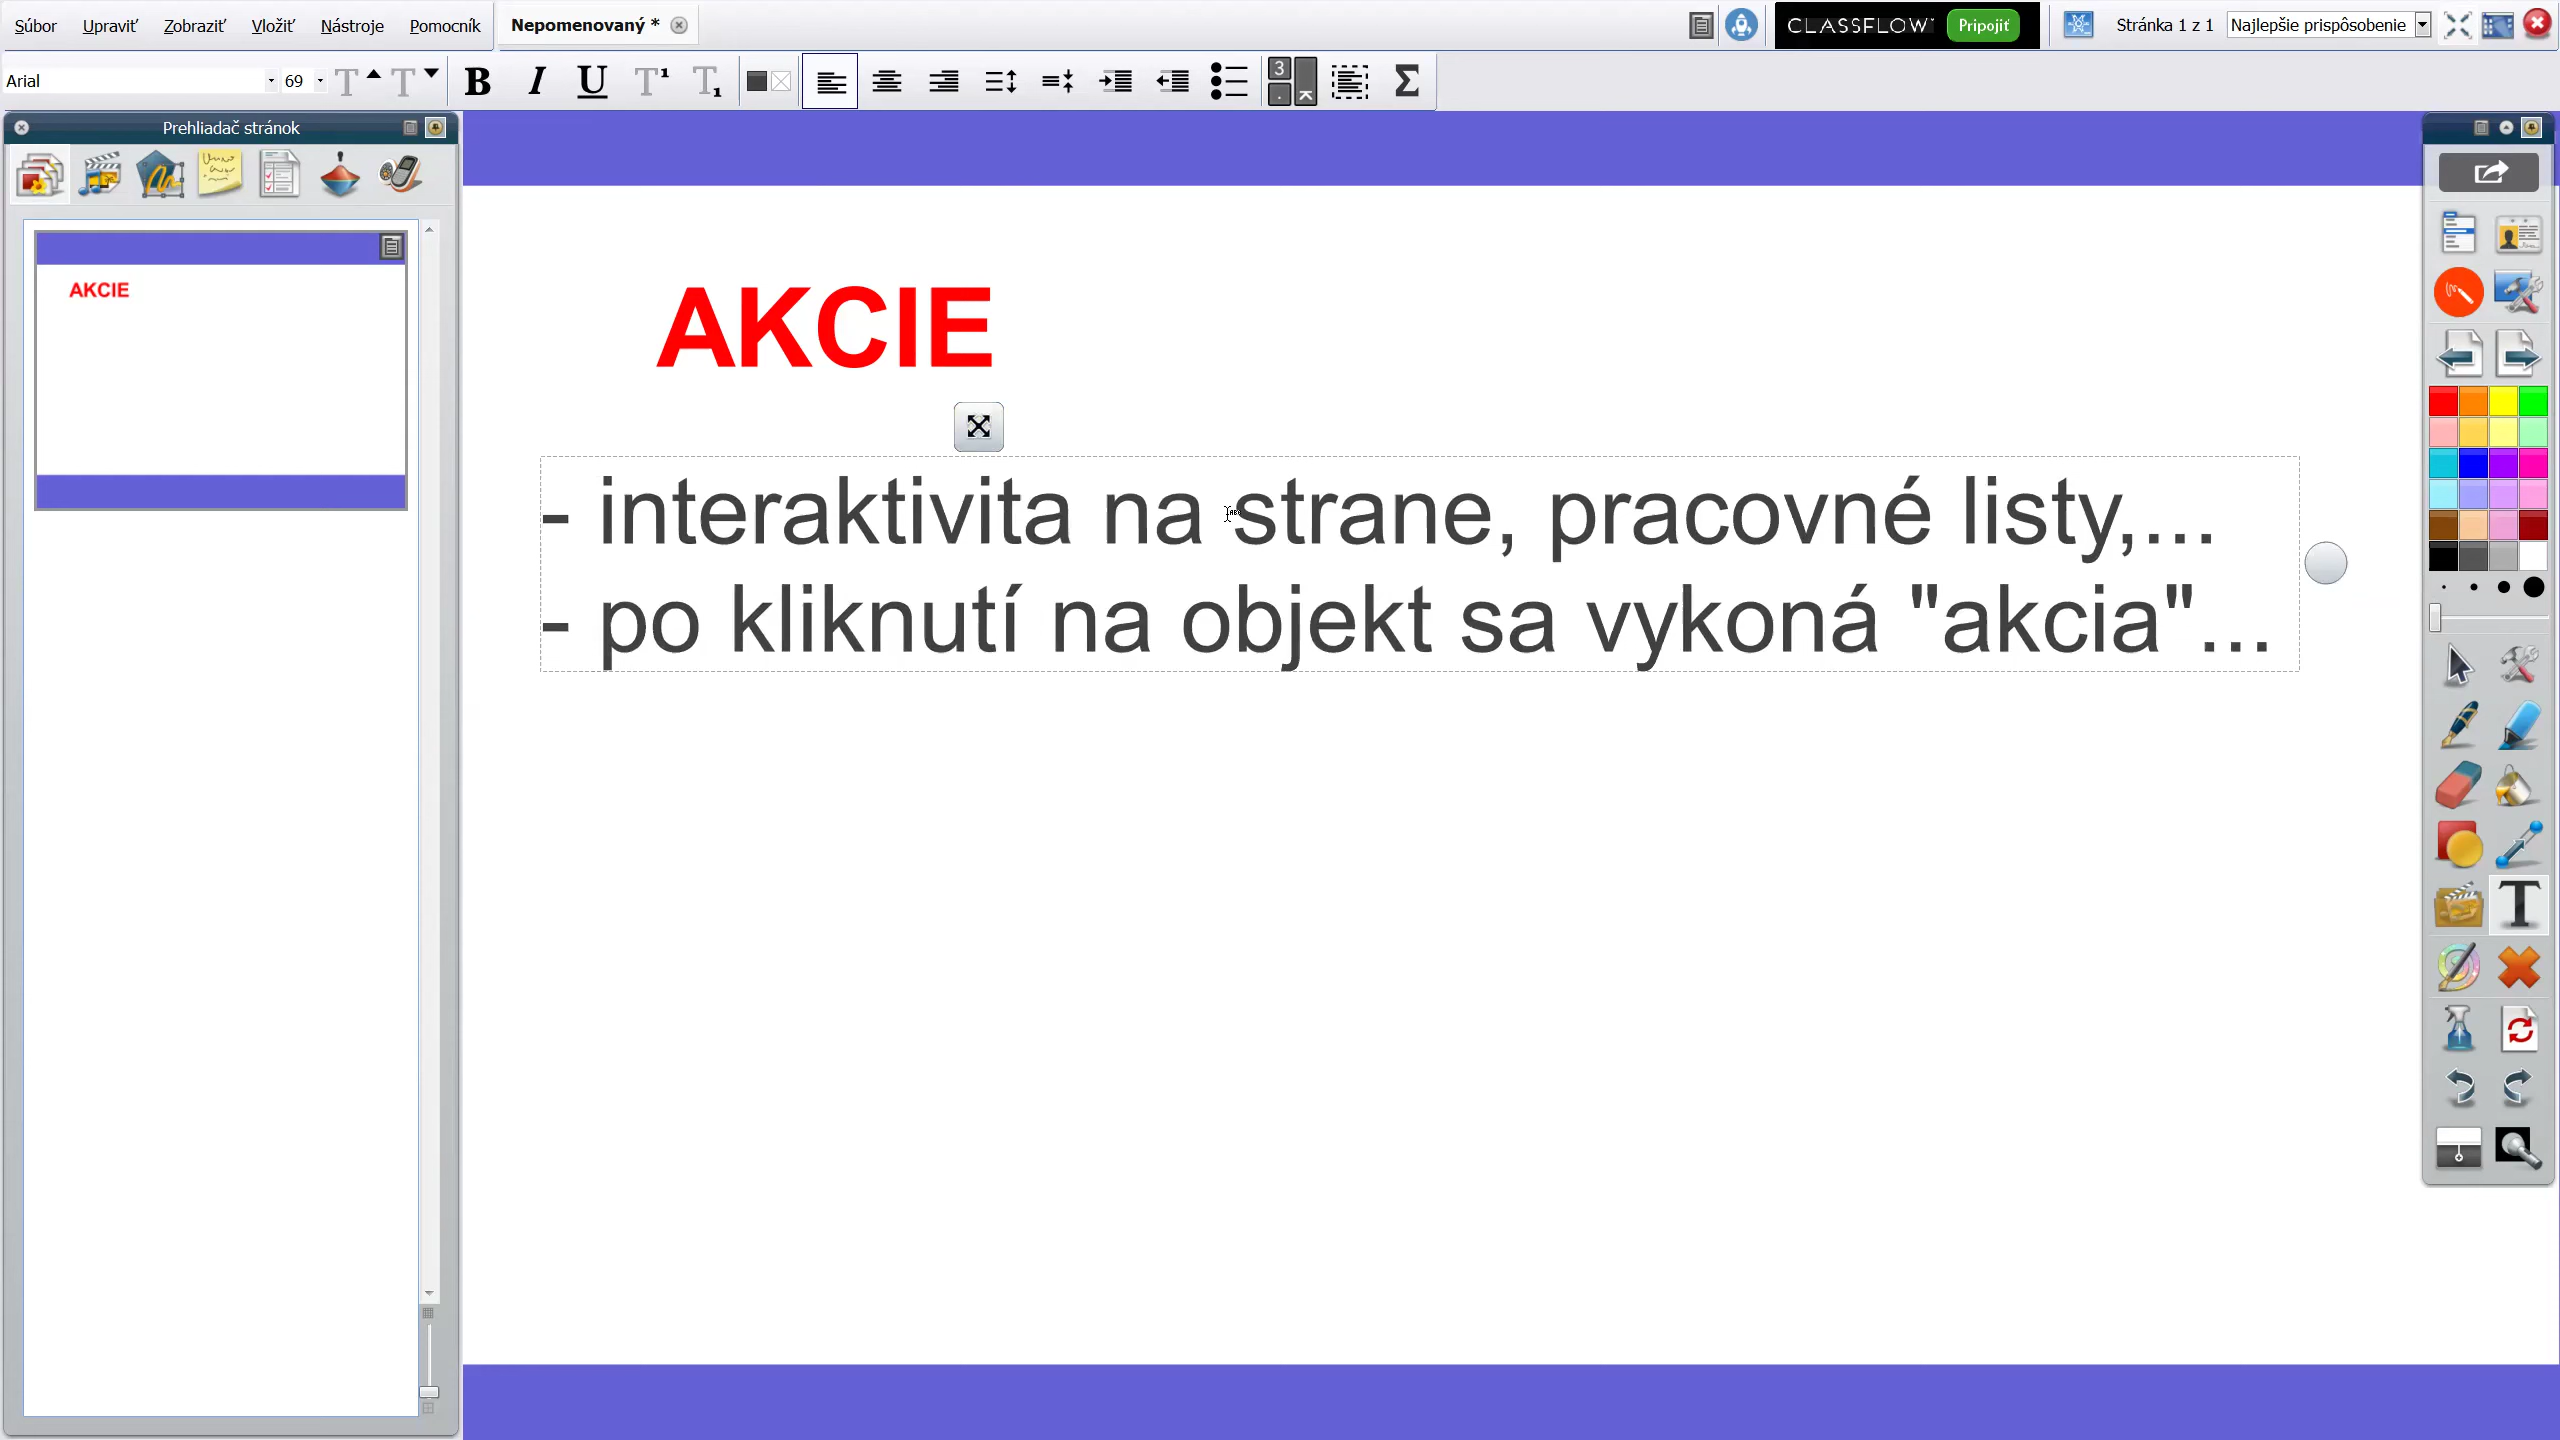 Súbor Upraviť Zobraziť Vložiť Nástroje Pomocník Nepomenovaný * CLASSFLOW Pripojiť Stránka 1 z 1 Najlepšie prispôsobenie
Arial 69
Prehliadač stránok
AKCIE
AKCIE
- interaktivita na strane, pracovné listy,...
- po kliknutí na objekt sa vykoná "akcia"...